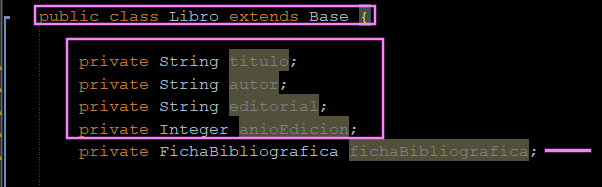 public class Libro extends Base {
private String titulo;
private String autor;
private String editorial;
private Integer anioEdicion;
private FichaBibliografica fichaBibliografica;